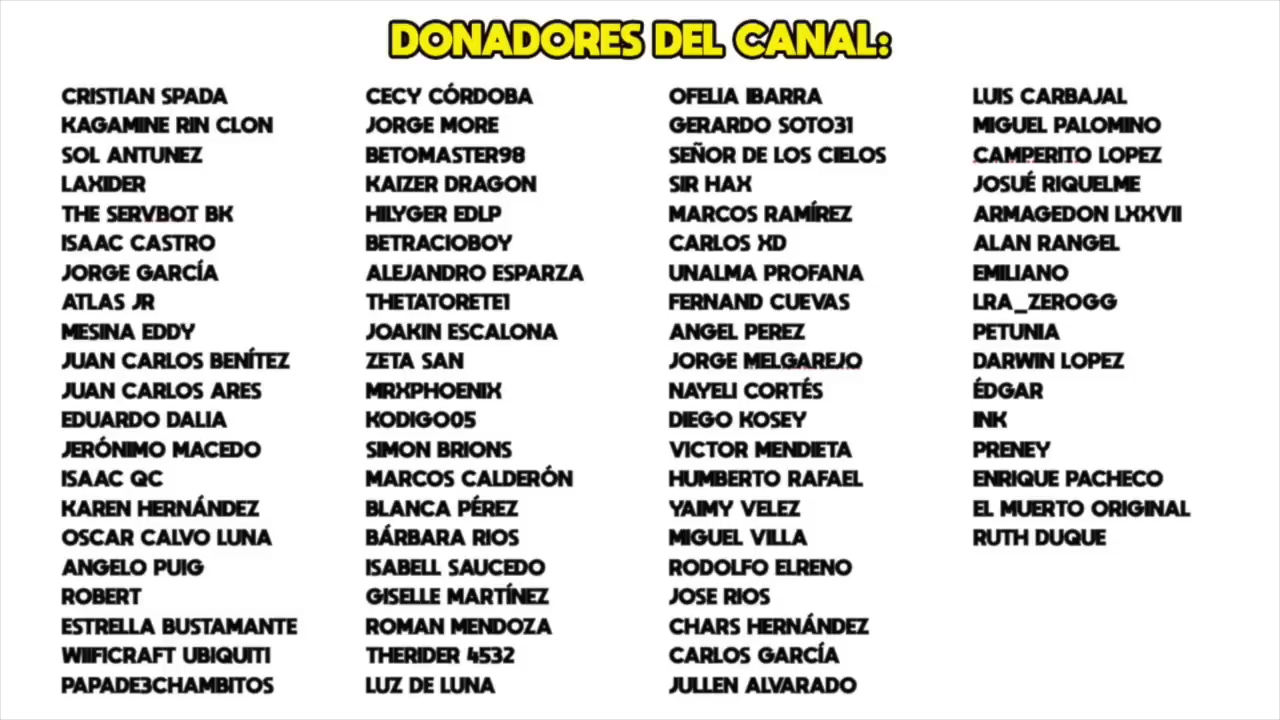 DONADORES DEL CANAL:
CRISTIAN SPADA
KAGAMINE RIN CLON
SOL ANTUNEZ
LAXIDER
THE SERVBOT BK
ISAAC CASTRO
JORGE GARCÍA
ATLAS JR
MESINA EDDY
JUAN CARLOS BENÍTEZ
JUAN CARLOS ARES
EDUARDO DALIA
JERÓNIMO MACEDO
ISAAC QC
KAREN HERNÁNDEZ
OSCAR CALVO LUNA
ANGELO PUIG
ROBERT
ESTRELLA BUSTAMANTE
WIIFICRAFT UBIQUITI
PAPADE3CHAMBITOS
CECY CÓRDOBA
JORGE MORE
BETOMASTER98
KAIZER DRAGON
HILYGER EDLP
BETRACIOBOY
ALEJANDRO ESPARZA
THETATORETE1
JOAKIN ESCALONA
ZETA SAN
MRXPHOENIX
KODIGO05
SIMON BRIONS
MARCOS CALDERÓN
BLANCA PÉREZ
BÁRBARA RIOS
ISABELL SAUCEDO
GISELLE MARTÍNEZ
ROMAN MENDOZA
THERIDER 4532
LUZ DE LUNA
OFELIA IBARRA
GERARDO SOTO31
SEÑOR DE LOS CIELOS
SIR HAX
MARCOS RAMÍREZ
CARLOS XD
UNALMA PROFANA
FERNAND CUEVAS
ANGEL PEREZ
JORGE MELGAREJO
NAYELI CORTÉS
DIEGO KOSEY
VICTOR MENDIETA
HUMBERTO RAFAEL
YAIMY VELEZ
MIGUEL VILLA
RODOLFO ELRENO
JOSE RIOS
CHARS HERNÁNDEZ
CARLOS GARCÍA
JULLEN ALVARADO
LUIS CARBAJAL
MIGUEL PALOMINO
CAMPERITO LOPEZ
JOSUÉ RIQUELME
ARMAGEDON LXXVII
ALAN RANGEL
EMILIANO
LRA_ZEROGG
PETUNIA
DARWIN LOPEZ
ÉDGAR
INK
PRENEY
ENRIQUE PACHECO
EL MUERTO ORIGINAL
RUTH DUQUE